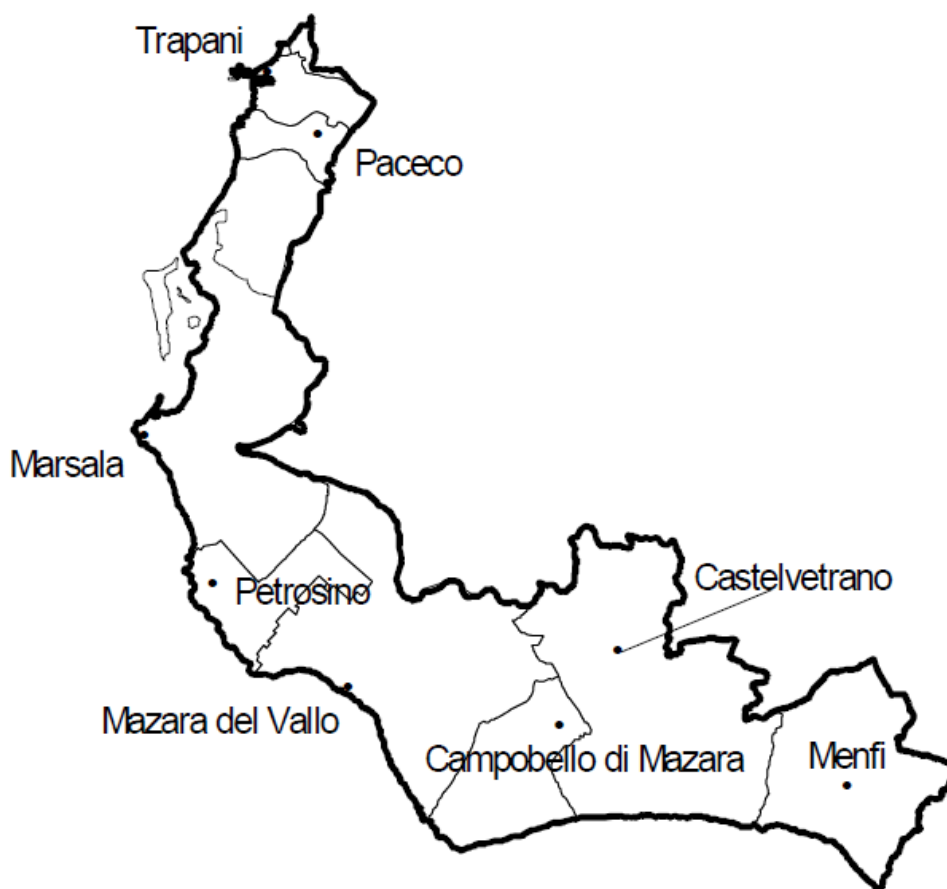 Trapani
Paceco
Marsala
Petrosino
Castelvetrano
Mazara del Vallo
Campobello di Mazara
Menfi